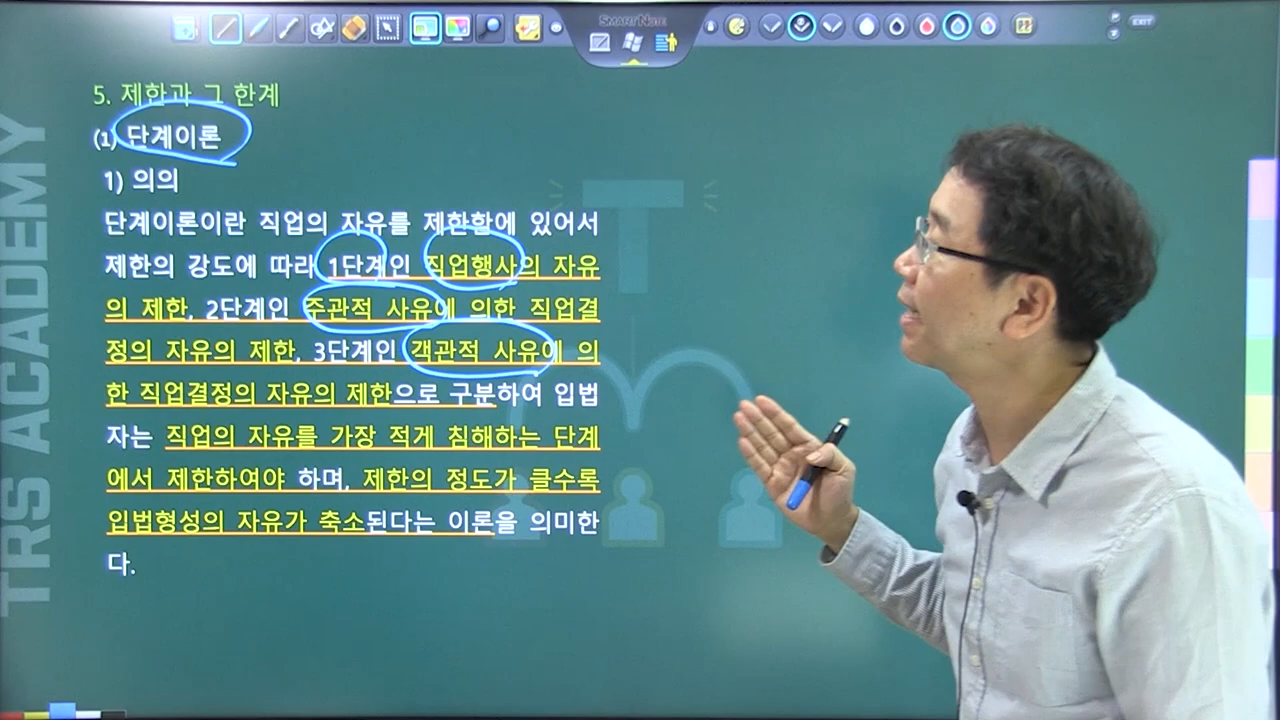 SMART NOTE
EXIT
TRS ACADEMY
5. 제한과 그 한계
(1) 단계이론
1) 의의
단계이론이란 직업의 자유를 제한함에 있어서
제한의 강도에 따라 1단계인 직업행사의 자유
의 제한, 2단계인 주관적 사유에 의한 직업결
정의 자유의 제한, 3단계인 객관적 사유에 의
한 직업결정의 자유의 제한으로 구분하여 입법
자는 직업의 자유를 가장 적게 침해하는 단계
에서 제한하여야 하며, 제한의 정도가 클수록
입법형성의 자유가 축소된다는 이론을 의미한
다.